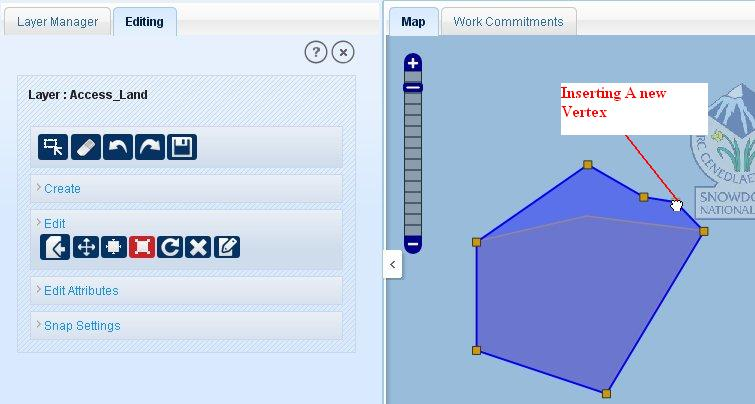 Layer Manager
Editing
Layer : Access_Land
Create
Edit
Edit Attributes
Snap Settings
Map
Work Commitments
Inserting A new
Vertex
RC CENEDLAE
SNOWDO
NATIONAL